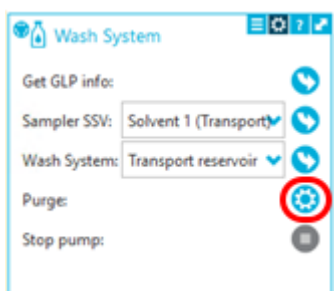 Wash System
Get GLP info:
Sampler SSV: Solvent 1 (Transport)
Wash System: Transport reservoir
Purge:
Stop pump: